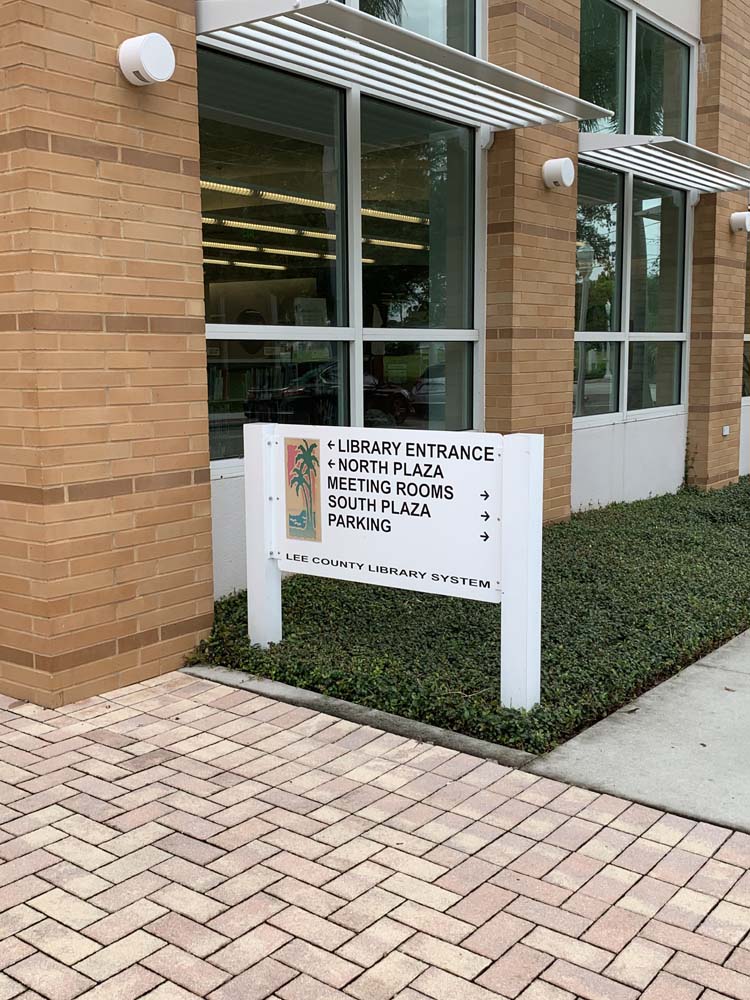 ← LIBRARY ENTRANCE
← NORTH PLAZA
MEETING ROOMS →
SOUTH PLAZA →
PARKING →
LEE COUNTY LIBRARY SYSTEM